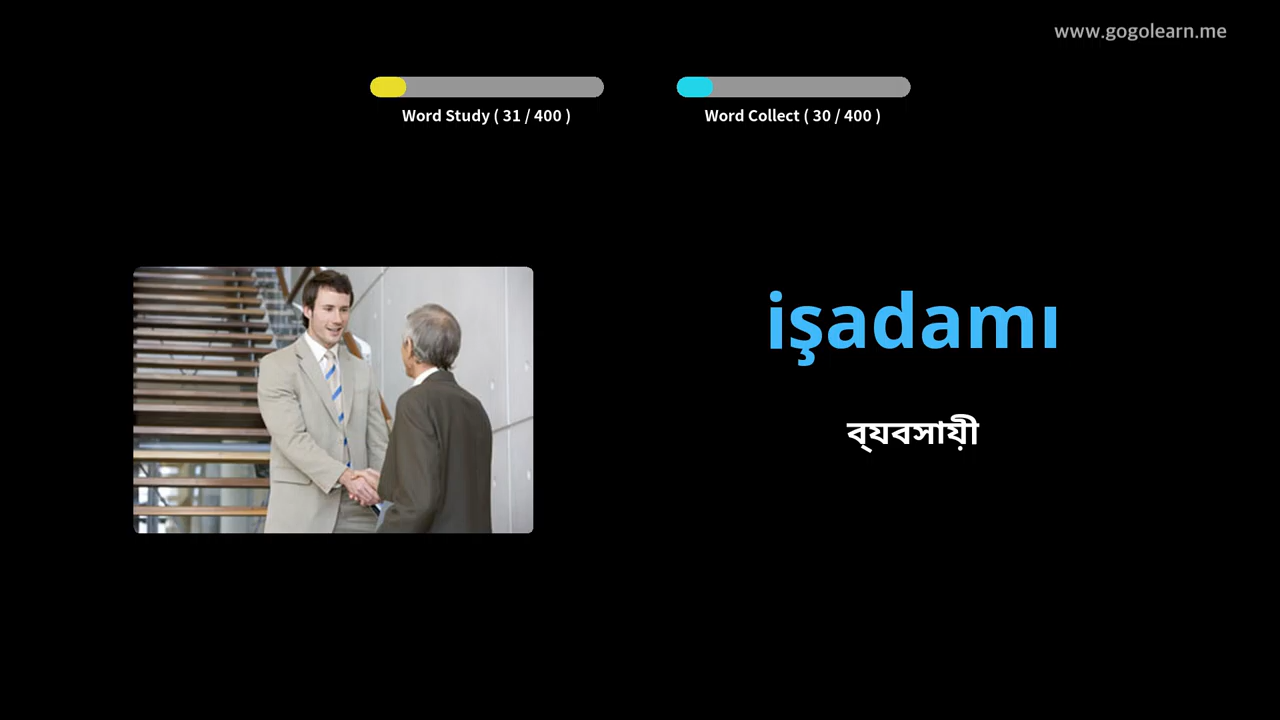 www.gogolearn.me
Word Study ( 31 / 400 )
Word Collect ( 30 / 400 )
işadamı
ব্যবসায়ী